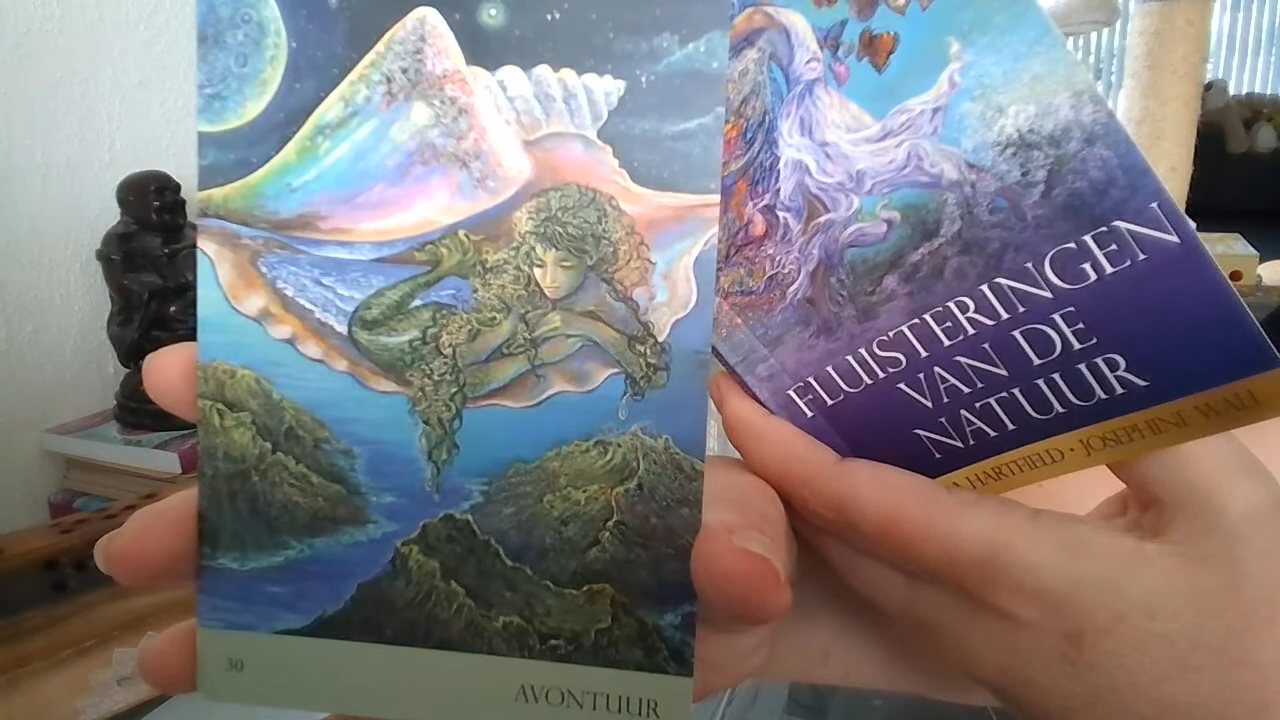 30
AVONTUUR
FLUISTERINGEN
VAN DE
NATUUR
HARTFIELD • JOSEPHINE WALL